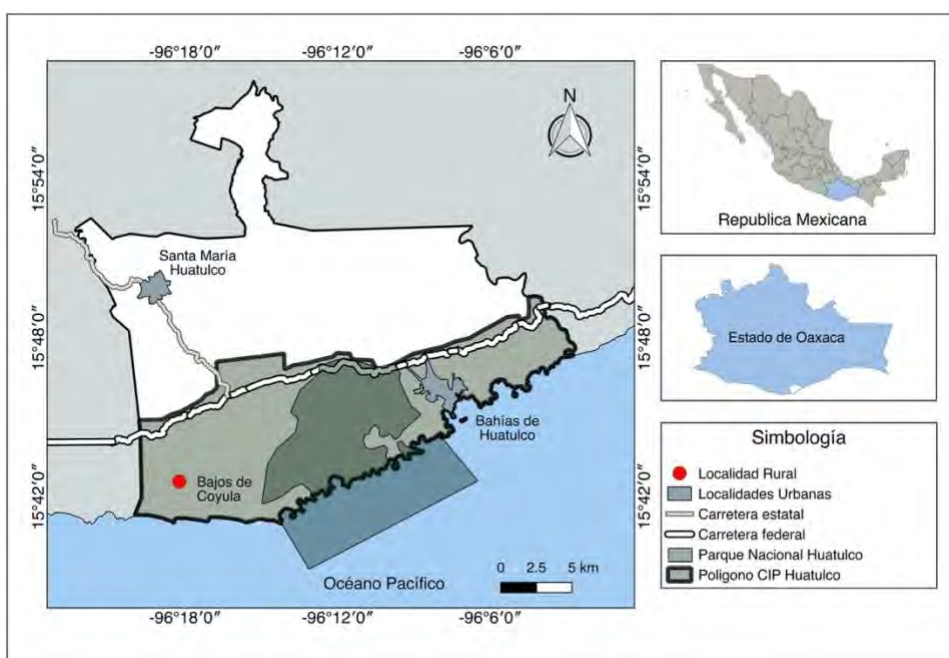 -96°18′0″ -96°12′0″ -96°6′0″
N
15°54′0″ 15°54′0″
Santa María
Huatulco
15°48′0″ 15°48′0″
Bahías de
Huatulco
Bajos de
Coyula
15°42′0″ 15°42′0″
Océano Pacífico
0 2.5 5 km
-96°18′0″ -96°12′0″ -96°6′0″
Republica Mexicana
Estado de Oaxaca
Simbología
Localidad Rural
Localidades Urbanas
Carretera estatal
Carretera federal
Parque Nacional Huatulco
Poligono CIP Huatulco